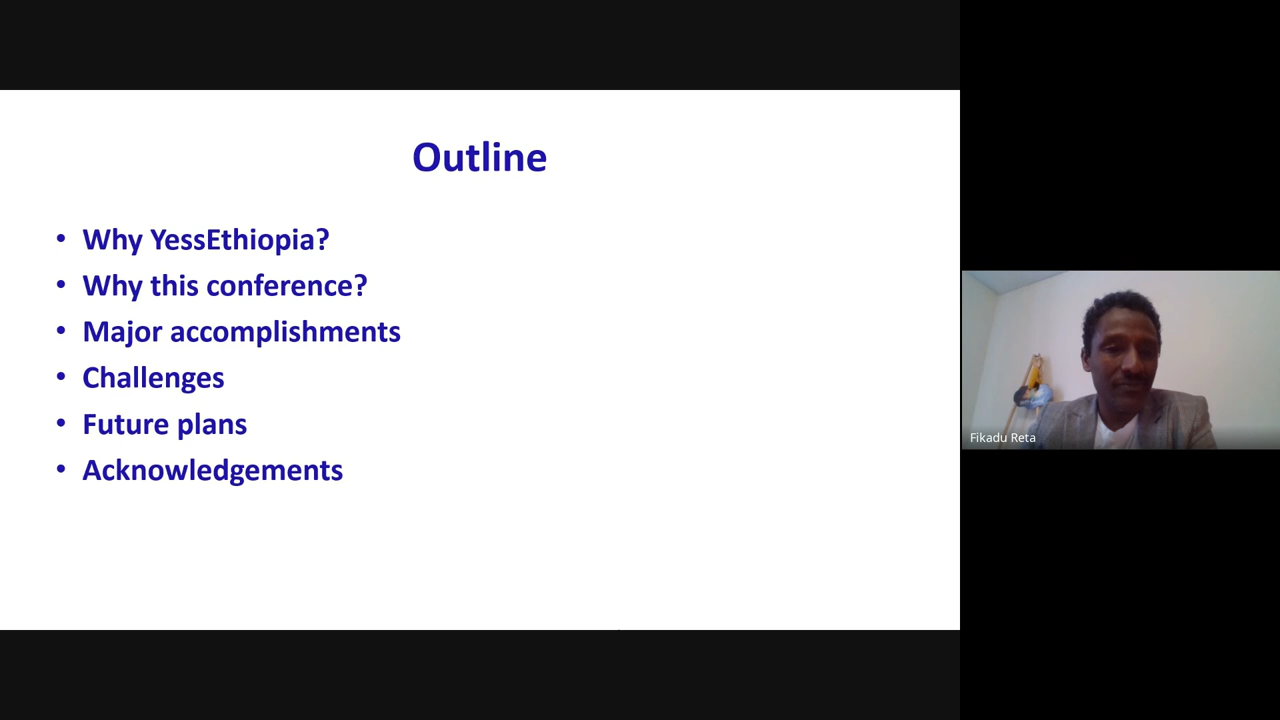 Outline
• Why YessEthiopia?
• Why this conference?
• Major accomplishments
• Challenges
• Future plans
• Acknowledgements
Fikadu Reta